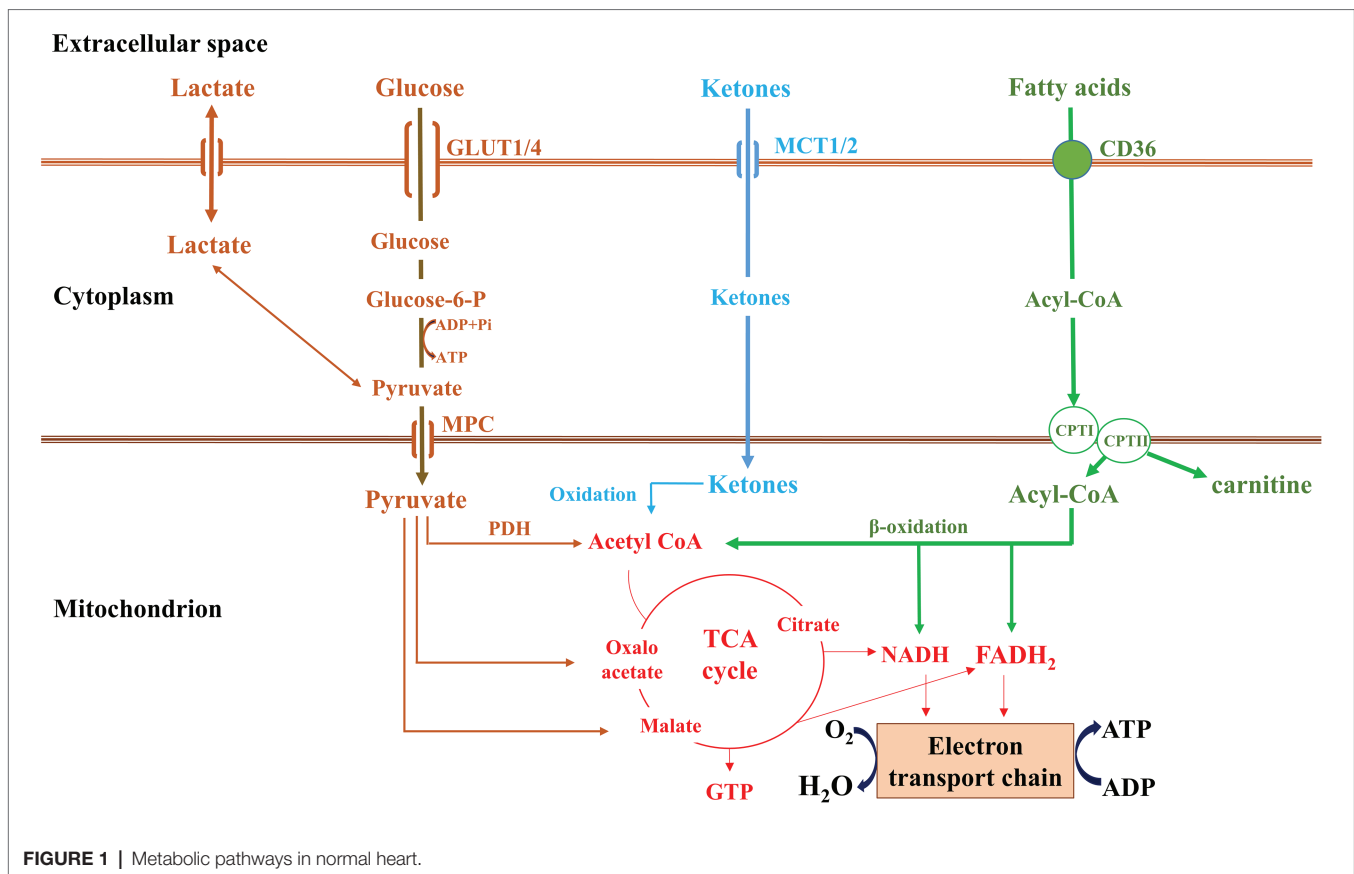 Extracellular space
Lactate
Glucose
Ketones
Fatty acids
GLUT1/4
MCT1/2
CD36
Lactate
Glucose
Cytoplasm
Glucose-6-P
Ketones
Acyl-CoA
ADP+Pi
ATP
Pyruvate
MPC
CPTI
CPTII
Pyruvate
Oxidation
Ketones
Acyl-CoA
carnitine
PDH
Acetyl CoA
β-oxidation
Mitochondrion
Citrate
TCA
cycle
Oxalo
acetate
NADH
FADH₂
Malate
O₂
H₂O
Electron
transport chain
ATP
ADP
GTP
FIGURE 1 | Metabolic pathways in normal heart.